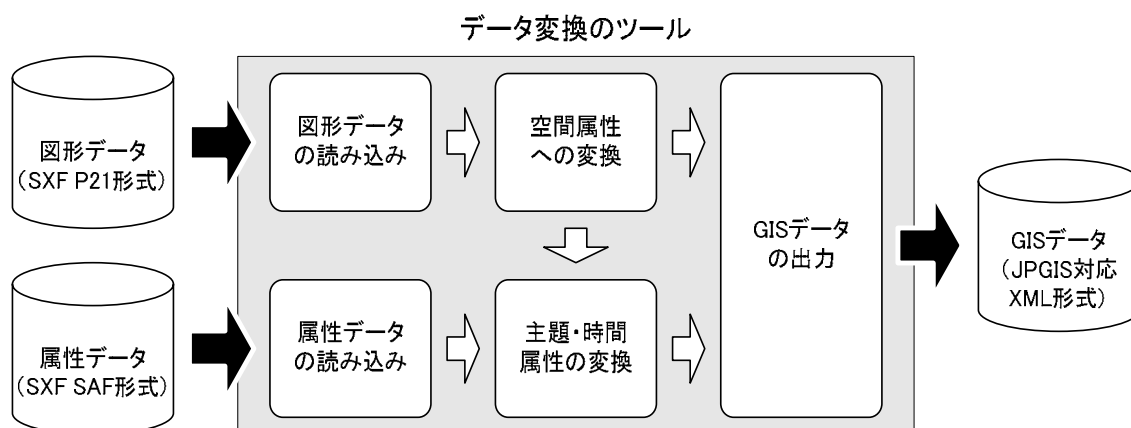 データ変換のツール
図形データ
(SXF P21形式)
図形データ
の読み込み
空間属性
への変換
GISデータ
の出力
GISデータ
(JPGIS対応
XML形式)
属性データ
(SXF SAF形式)
属性データ
の読み込み
主題・時間
属性の変換